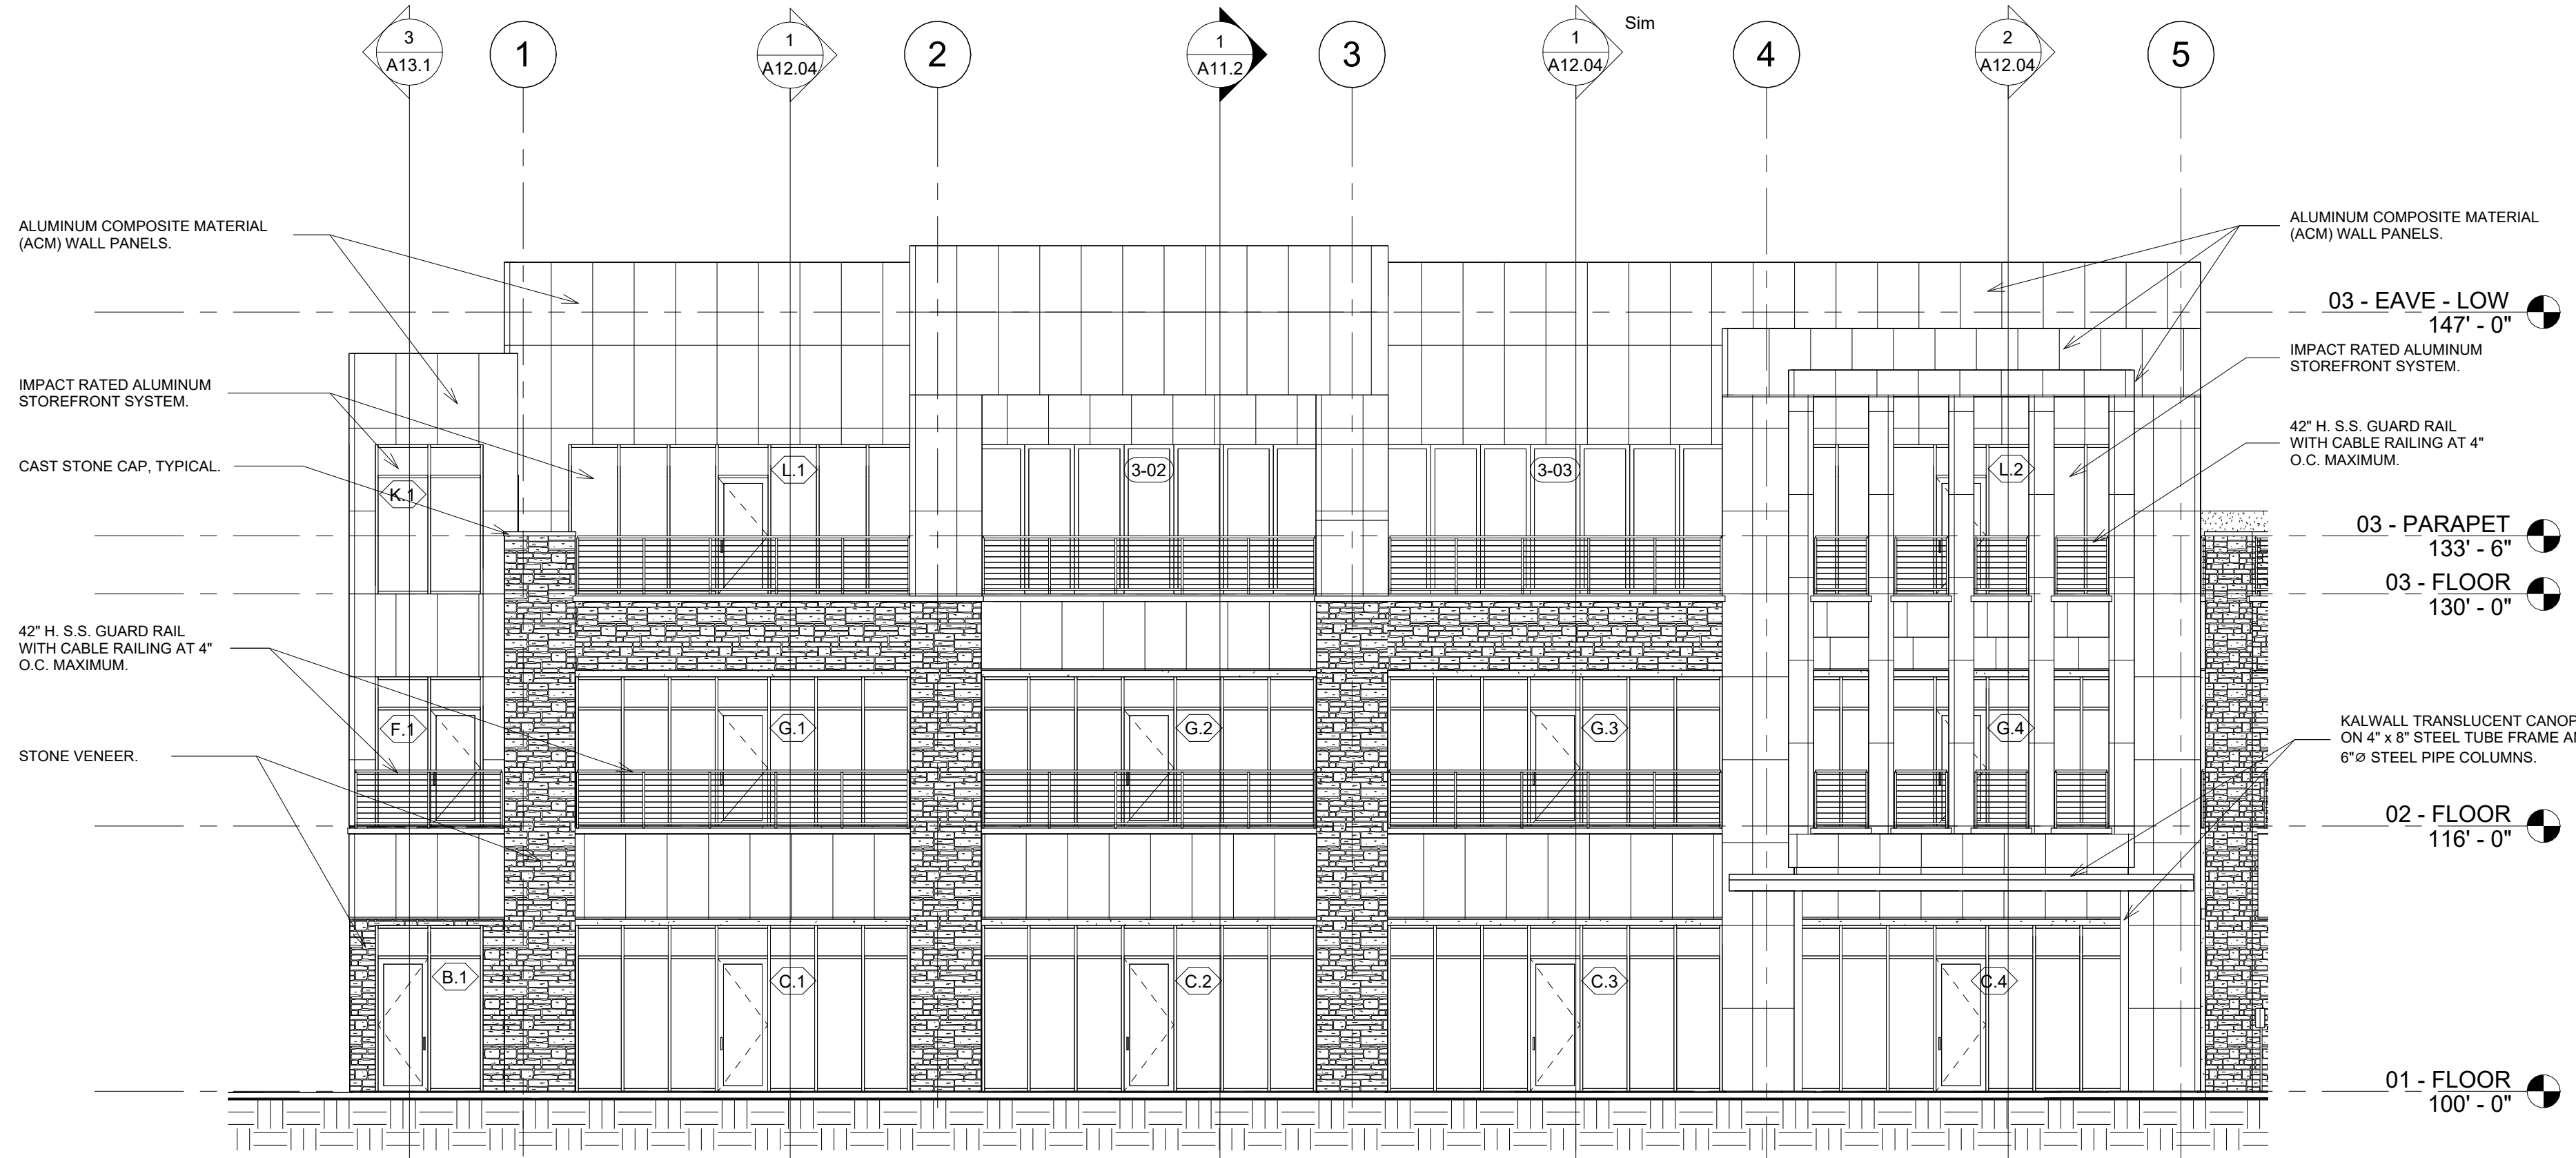 3
A13.1
1
1
A12.04
2
1
A11.2
3
1
A12.04
Sim
4
2
A12.04
5
ALUMINUM COMPOSITE MATERIAL
(ACM) WALL PANELS.
IMPACT RATED ALUMINUM
STOREFRONT SYSTEM.
CAST STONE CAP, TYPICAL.
42" H. S.S. GUARD RAIL
WITH CABLE RAILING AT 4"
O.C. MAXIMUM.
STONE VENEER.
K.1
L.1
3-02
3-03
L.2
F.1
G.1
G.2
G.3
G.4
B.1
C.1
C.2
C.3
C.4
ALUMINUM COMPOSITE MATERIAL
(ACM) WALL PANELS.
03 - EAVE - LOW
147' - 0"
IMPACT RATED ALUMINUM
STOREFRONT SYSTEM.
42" H. S.S. GUARD RAIL
WITH CABLE RAILING AT 4"
O.C. MAXIMUM.
03 - PARAPET
133' - 6"
03 - FLOOR
130' - 0"
KALWALL TRANSLUCENT CANOP
ON 4" x 8" STEEL TUBE FRAME A
6"Ø STEEL PIPE COLUMNS.
02 - FLOOR
116' - 0"
01 - FLOOR
100' - 0"